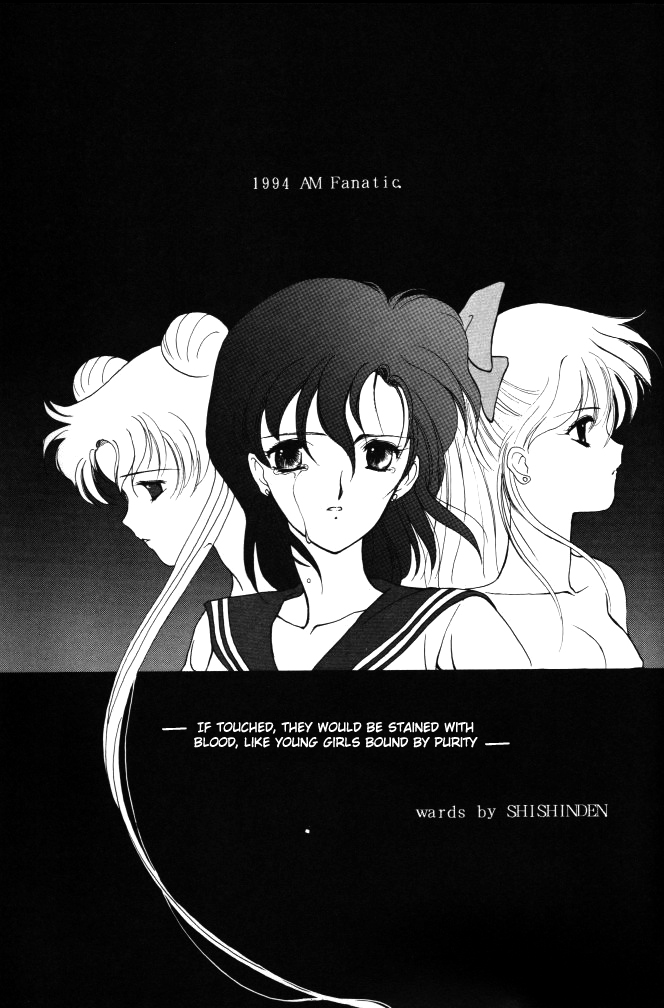 1994 AM Fanatic.
— IF TOUCHED, THEY WOULD BE STAINED WITH
BLOOD, LIKE YOUNG GIRLS BOUND BY PURITY —
wards by SHISHINDEN